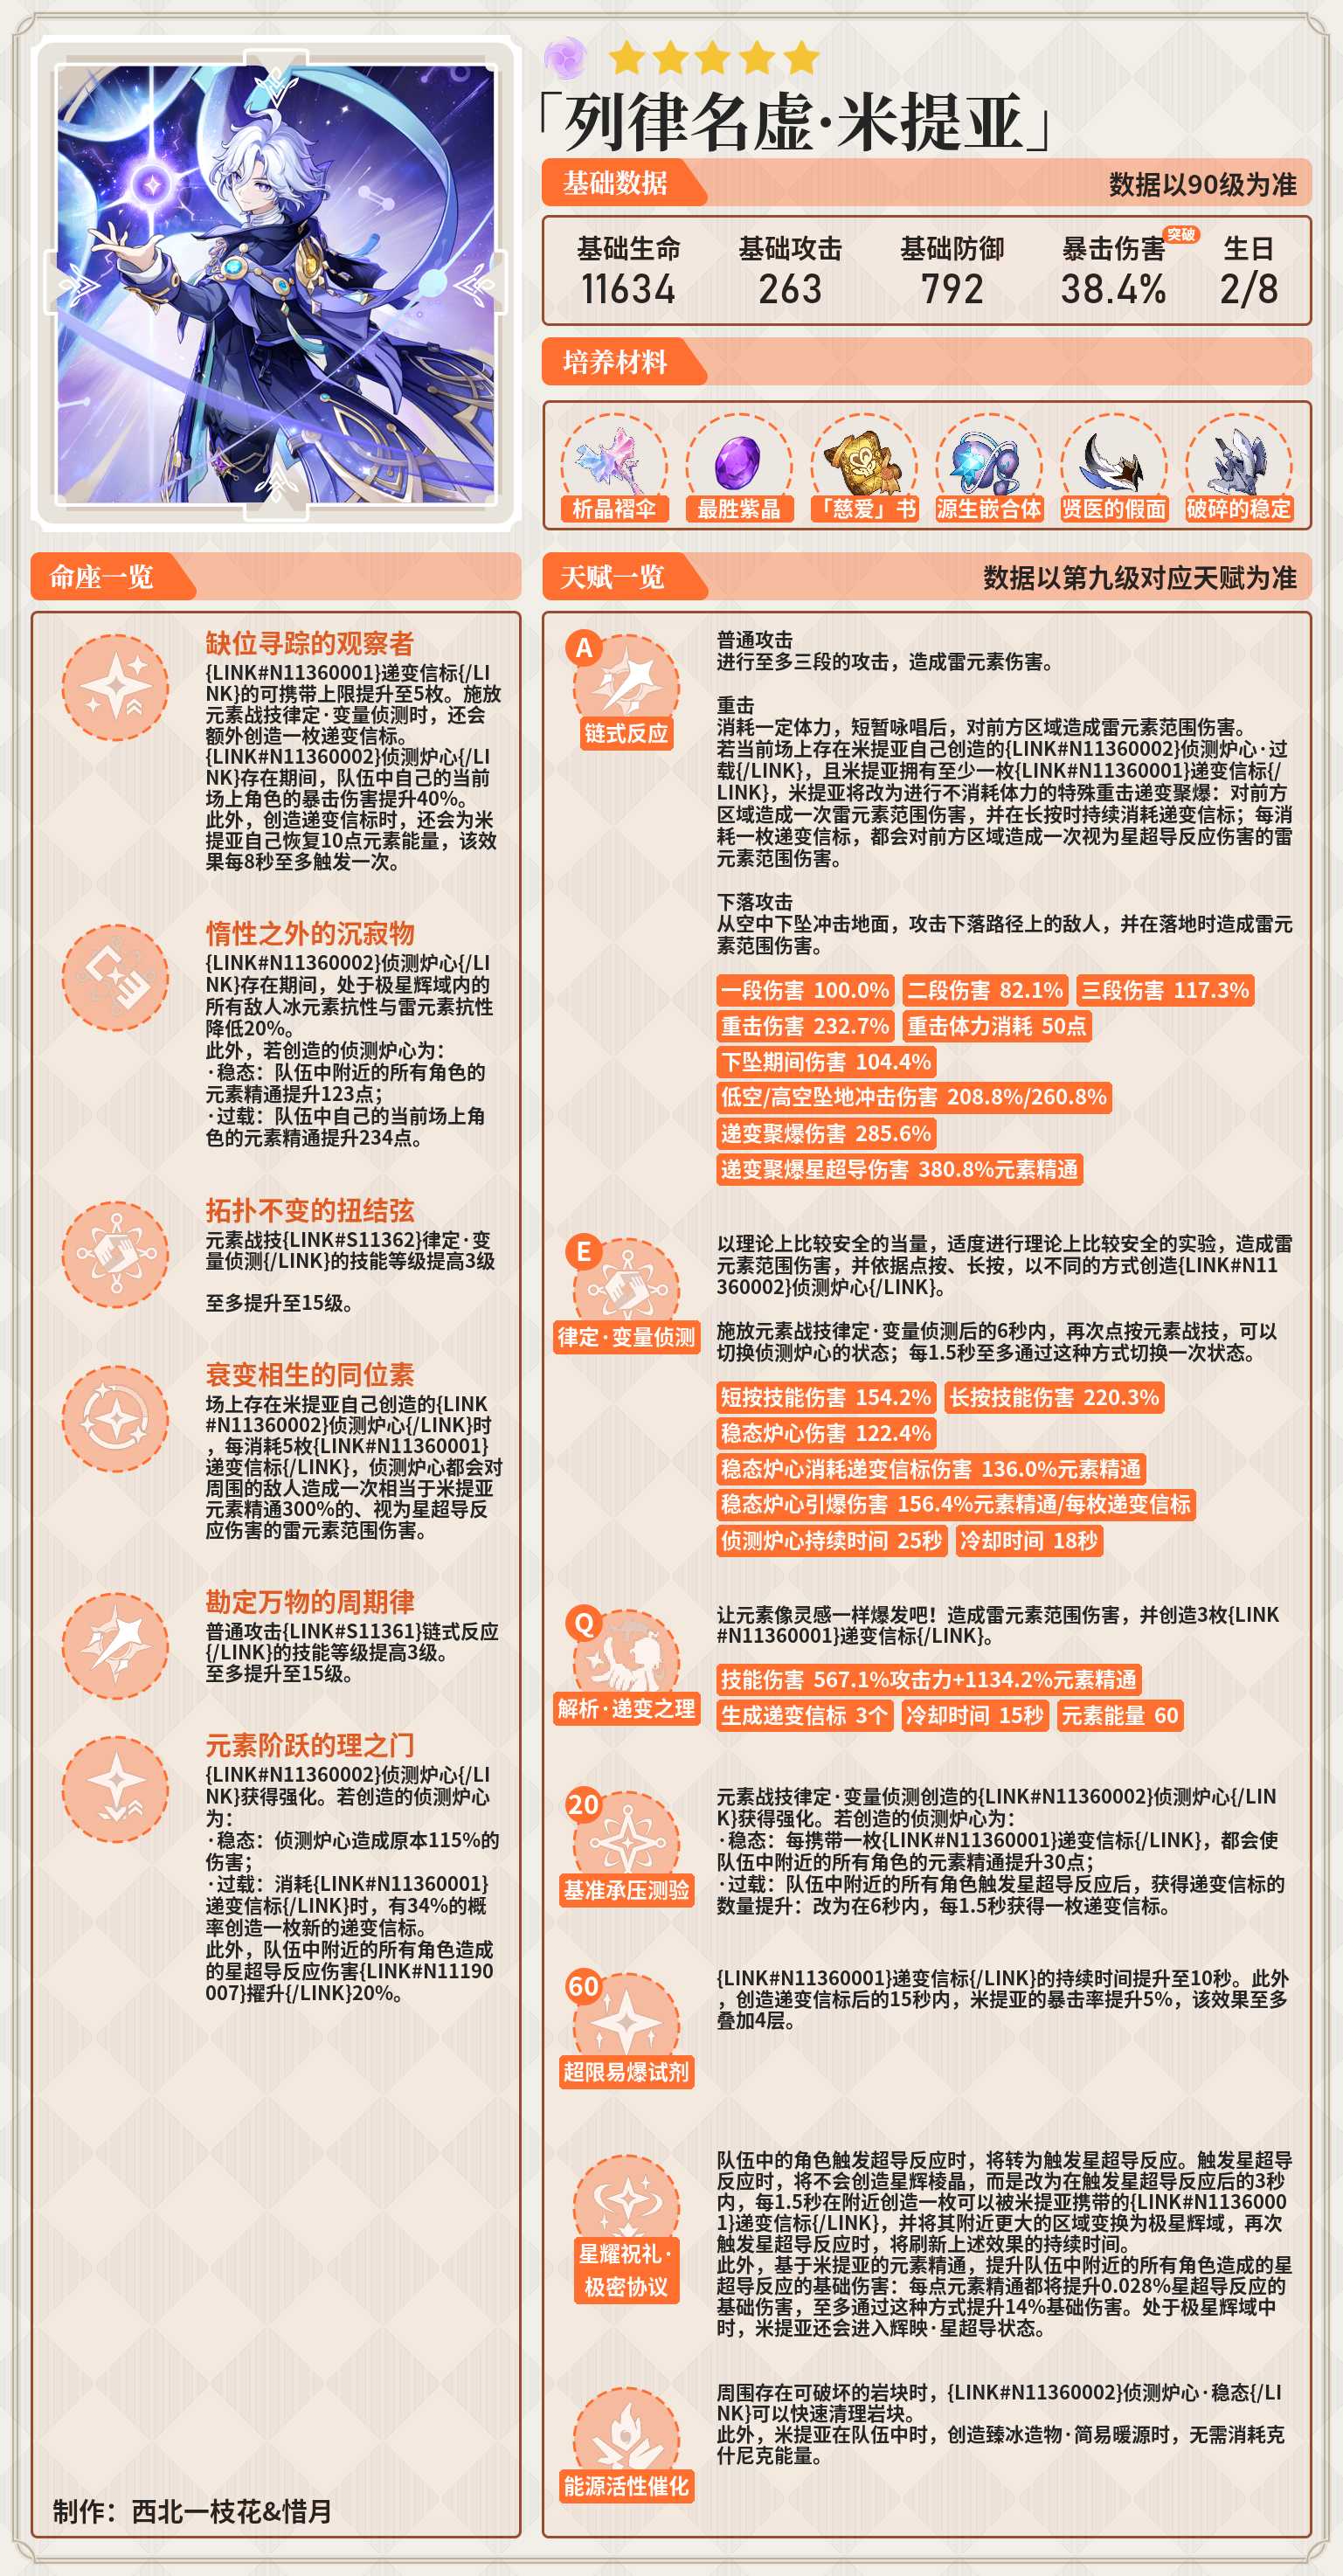 「列律名虚·米提亚」
基础数据
数据以90级为准
基础生命
基础攻击
基础防御
暴击伤害
突破
生日
11634
263
792
38.4%
2/8
培养材料
析晶褶伞
最胜紫晶
「慈爱」书
源生嵌合体
贤医的假面
破碎的稳定
命座一览
缺位寻踪的观察者
{LINK#N11360001}递变信标{/LI
NK}的可携带上限提升至5枚。施放
元素战技律定·变量侦测时，还会
额外创造一枚递变信标。
{LINK#N11360002}侦测炉心{/LI
NK}存在期间，队伍中自己的当前
场上角色的暴击伤害提升40%。
此外，创造递变信标时，还会为米
提亚自己恢复10点元素能量，该效
果每8秒至多触发一次。
惰性之外的沉寂物
{LINK#N11360002}侦测炉心{/LI
NK}存在期间，处于极星辉域内的
所有敌人冰元素抗性与雷元素抗性
降低20%。
此外，若创造的侦测炉心为：
·稳态：队伍中附近的所有角色的
元素精通提升123点；
·过载：队伍中自己的当前场上角
色的元素精通提升234点。
拓扑不变的扭结弦
元素战技{LINK#S11362}律定·变
量侦测{/LINK}的技能等级提高3级
至多提升至15级。
衰变相生的同位素
场上存在米提亚自己创造的{LINK
#N11360002}侦测炉心{/LINK}时
，每消耗5枚{LINK#N11360001}
递变信标{/LINK}，侦测炉心都会对
周围的敌人造成一次相当于米提亚
元素精通300%的、视为星超导反
应伤害的雷元素范围伤害。
勘定万物的周期律
普通攻击{LINK#S11361}链式反应
{/LINK}的技能等级提高3级。
至多提升至15级。
元素阶跃的理之门
{LINK#N11360002}侦测炉心{/LI
NK}获得强化。若创造的侦测炉心
为：
·稳态：侦测炉心造成原本115%的
伤害；
·过载：消耗{LINK#N11360001}
递变信标{/LINK}时，有34%的概
率创造一枚新的递变信标。
此外，队伍中附近的所有角色造成
的星超导反应伤害{LINK#N11190
007}擢升{/LINK}20%。
制作：西北一枝花&惜月
天赋一览
数据以第九级对应天赋为准
A
链式反应
普通攻击
进行至多三段的攻击，造成雷元素伤害。
重击
消耗一定体力，短暂咏唱后，对前方区域造成雷元素范围伤害。
若当前场上存在米提亚自己创造的{LINK#N11360002}侦测炉心·过
载{/LINK}，且米提亚拥有至少一枚{LINK#N11360001}递变信标{/
LINK}，米提亚将改为进行不消耗体力的特殊重击递变聚爆：对前方
区域造成一次雷元素范围伤害，并在长按时持续消耗递变信标；每消
耗一枚递变信标，都会对前方区域造成一次视为星超导反应伤害的雷
元素范围伤害。
下落攻击
从空中下坠冲击地面，攻击下落路径上的敌人，并在落地时造成雷元
素范围伤害。
一段伤害 100.0% 二段伤害 82.1% 三段伤害 117.3%
重击伤害 232.7% 重击体力消耗 50点
下坠期间伤害 104.4%
低空/高空坠地冲击伤害 208.8%/260.8%
递变聚爆伤害 285.6%
递变聚爆星超导伤害 380.8%元素精通
E
律定·变量侦测
以理论上比较安全的当量，适度进行理论上比较安全的实验，造成雷
元素范围伤害，并依据点按、长按，以不同的方式创造{LINK#N11
360002}侦测炉心{/LINK}。
施放元素战技律定·变量侦测后的6秒内，再次点按元素战技，可以
切换侦测炉心的状态；每1.5秒至多通过这种方式切换一次状态。
短按技能伤害 154.2% 长按技能伤害 220.3%
稳态炉心伤害 122.4%
稳态炉心消耗递变信标伤害 136.0%元素精通
稳态炉心引爆伤害 156.4%元素精通/每枚递变信标
侦测炉心持续时间 25秒 冷却时间 18秒
Q
解析·递变之理
让元素像灵感一样爆发吧！造成雷元素范围伤害，并创造3枚{LINK
#N11360001}递变信标{/LINK}。
技能伤害 567.1%攻击力+1134.2%元素精通
生成递变信标 3个 冷却时间 15秒 元素能量 60
20
基准承压测验
元素战技律定·变量侦测创造的{LINK#N11360002}侦测炉心{/LIN
K}获得强化。若创造的侦测炉心为：
·稳态：每携带一枚{LINK#N11360001}递变信标{/LINK}，都会使
队伍中附近的所有角色的元素精通提升30点；
·过载：队伍中附近的所有角色触发星超导反应后，获得递变信标的
数量提升：改为在6秒内，每1.5秒获得一枚递变信标。
60
超限易爆试剂
{LINK#N11360001}递变信标{/LINK}的持续时间提升至10秒。此外
，创造递变信标后的15秒内，米提亚的暴击率提升5%，该效果至多
叠加4层。
星耀祝礼·
极密协议
队伍中的角色触发超导反应时，将转为触发星超导反应。触发星超导
反应时，将不会创造星辉棱晶，而是改为在触发星超导反应后的3秒
内，每1.5秒在附近创造一枚可以被米提亚携带的{LINK#N1136000
1}递变信标{/LINK}，并将其附近更大的区域变换为极星辉域，再次
触发星超导反应时，将刷新上述效果的持续时间。
此外，基于米提亚的元素精通，提升队伍中附近的所有角色造成的星
超导反应的基础伤害：每点元素精通都将提升0.028%星超导反应的
基础伤害，至多通过这种方式提升14%基础伤害。处于极星辉域中
时，米提亚还会进入辉映·星超导状态。
能源活性催化
周围存在可破坏的岩块时，{LINK#N11360002}侦测炉心·稳态{/LI
NK}可以快速清理岩块。
此外，米提亚在队伍中时，创造臻冰造物·简易暖源时，无需消耗克
什尼克能量。